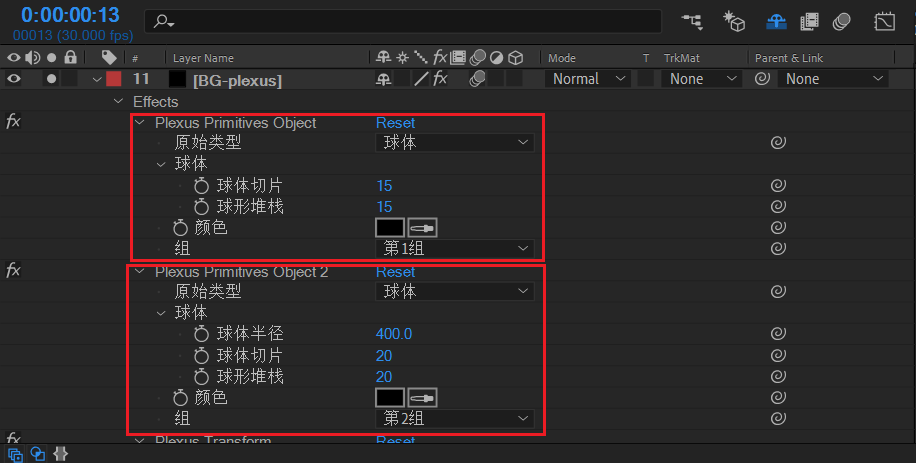 0:00:00:13
00013 (30.000 fps)
# Layer Name Mode T TrkMat Parent & Link
11 [BG-plexus] Normal None None
Effects
fx Plexus Primitives Object Reset
原始类型 球体
球体
球体切片 15
球形堆栈 15
颜色
组 第1组
fx Plexus Primitives Object 2 Reset
原始类型 球体
球体
球体半径 400.0
球体切片 20
球形堆栈 20
颜色
组 第2组
fx Plexus Transform Reset